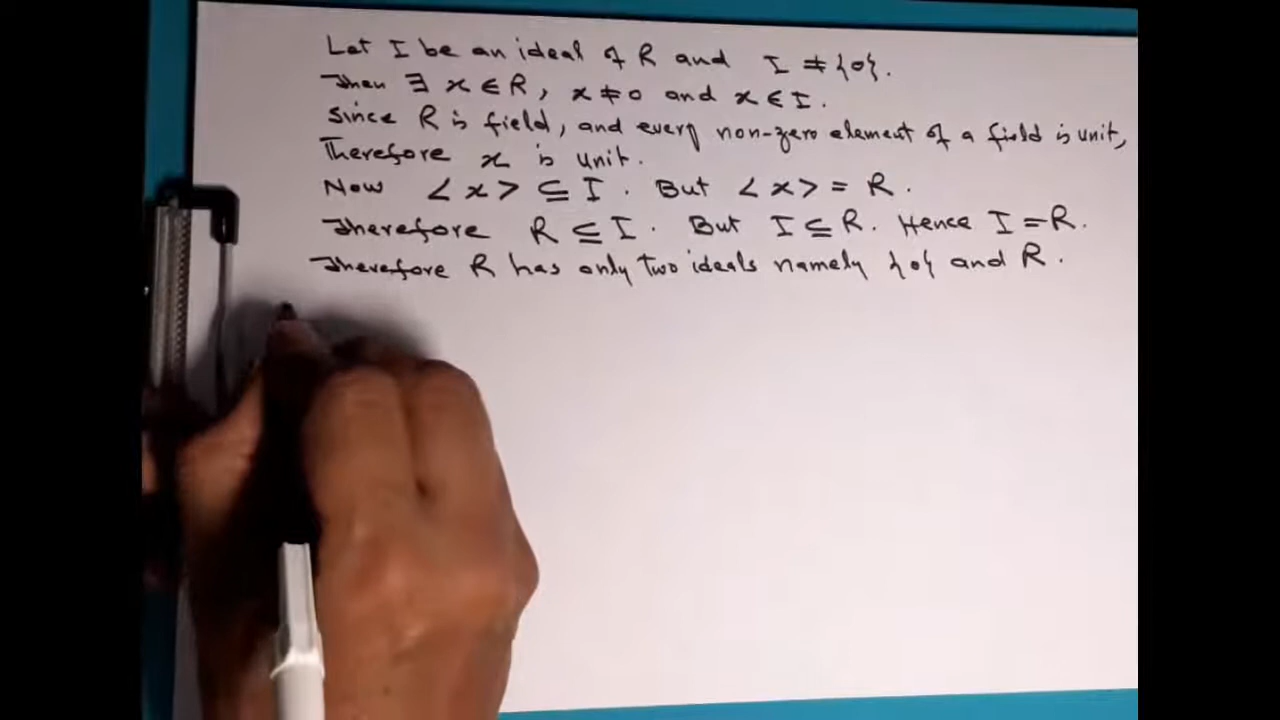 Let I be an ideal of R and I ≠ {0}.
Then ∃ x ∈ R, x ≠ 0 and x ∈ I.
Since R is field, and every non-zero element of a field is unit,
Therefore x is unit.
Now <x> ⊆ I. But <x> = R.
Therefore R ⊆ I. But I ⊆ R. Hence I = R.
Therefore R has only two ideals namely {0} and R.